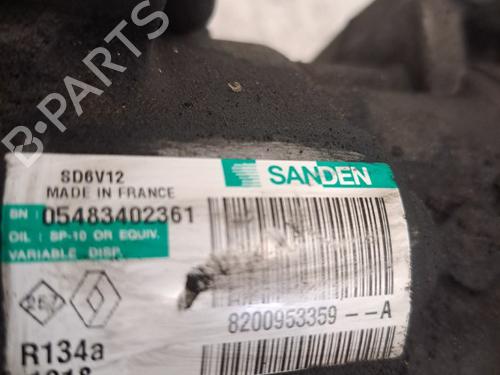 B-PARTS
SD6V12
MADE IN FRANCE
SANDEN
SN : 05483402361
OIL : SP-10 OR EQUIV.
VARIABLE DISP.
8200953359--A
R134a